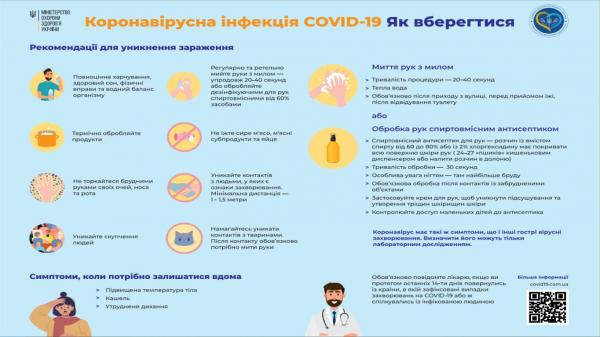 МІНІСТЕРСТВО
ОХОРОНИ
ЗДОРОВ'Я
УКРАЇНИ
Коронавірусна інфекція COVID-19 Як вберегтися
Рекомендації для уникнення зараження
Повноцінне харчування,
здоровий сон, фізичні
вправи та водний баланс
організму
Регулярно та ретельно
мийте руки з милом —
упродовж 20–40 секунд
або обробляйте
дезінфікуючими для рук
спиртовмісними від 60%
засобами
Термічно обробляйте
продукти
Не їжте сире м'ясо, м'ясні
субпродукти та яйця
Не торкайтеся брудними
руками своїх очей, носа
та рота
Уникайте контактів
з людьми, у яких є
ознаки захворювання.
Мінімальна дистанція —
1 - 1,5 метри
Уникайте скупчення
людей
Намагайтесь уникати
контактів з тваринами.
Після контакту обов'язково
потрібно мити руки
Миття рук з милом
Тривалість процедури — 20–40 секунд
Тепла вода
Обов'язково після приходу з вулиці, перед прийомом їжі,
після відвідування туалету
або
Обробка рук спиртовмісним антисептиком
Спиртовмісний антисептик для рук — розчин із вмістом
спирту від 60 до 80% або із 2% хлоргексидину має покривати
всю поверхню шкіри рук ( 24–27 «пшиків» кишеньковим
диспенсером або налити розчин в долоню)
Тривалість обробки — 30 секунд
Особлива увага нігтям — там найбільше бруду
Обов'язкова обробка після контактів із забрудненими
об'єктами
Застосовуйте крем для рук, щоб уникнути підсушування та
утворення тріщин шкірищин шкіри
Контролюйте доступ маленьких дітей до антисептика
Коронавірус має такі ж симптоми, що і інші гострі вірусні
захворювання. Визначити його можуть тільки
лабораторним дослідженням.
Симптоми, коли потрібно залишатися вдома
Підвищена температура тіла
Кашель
Утруднене дихання
Обов'язково повідомте лікарю, якщо ви
протягом останніх 14-ти днів повернулись
із країни, в якій зафіксовані випадки
захворювань на COVID-19 або ж
спілкувались із інфікованою людиною
Більше інформації
covid19.com.ua